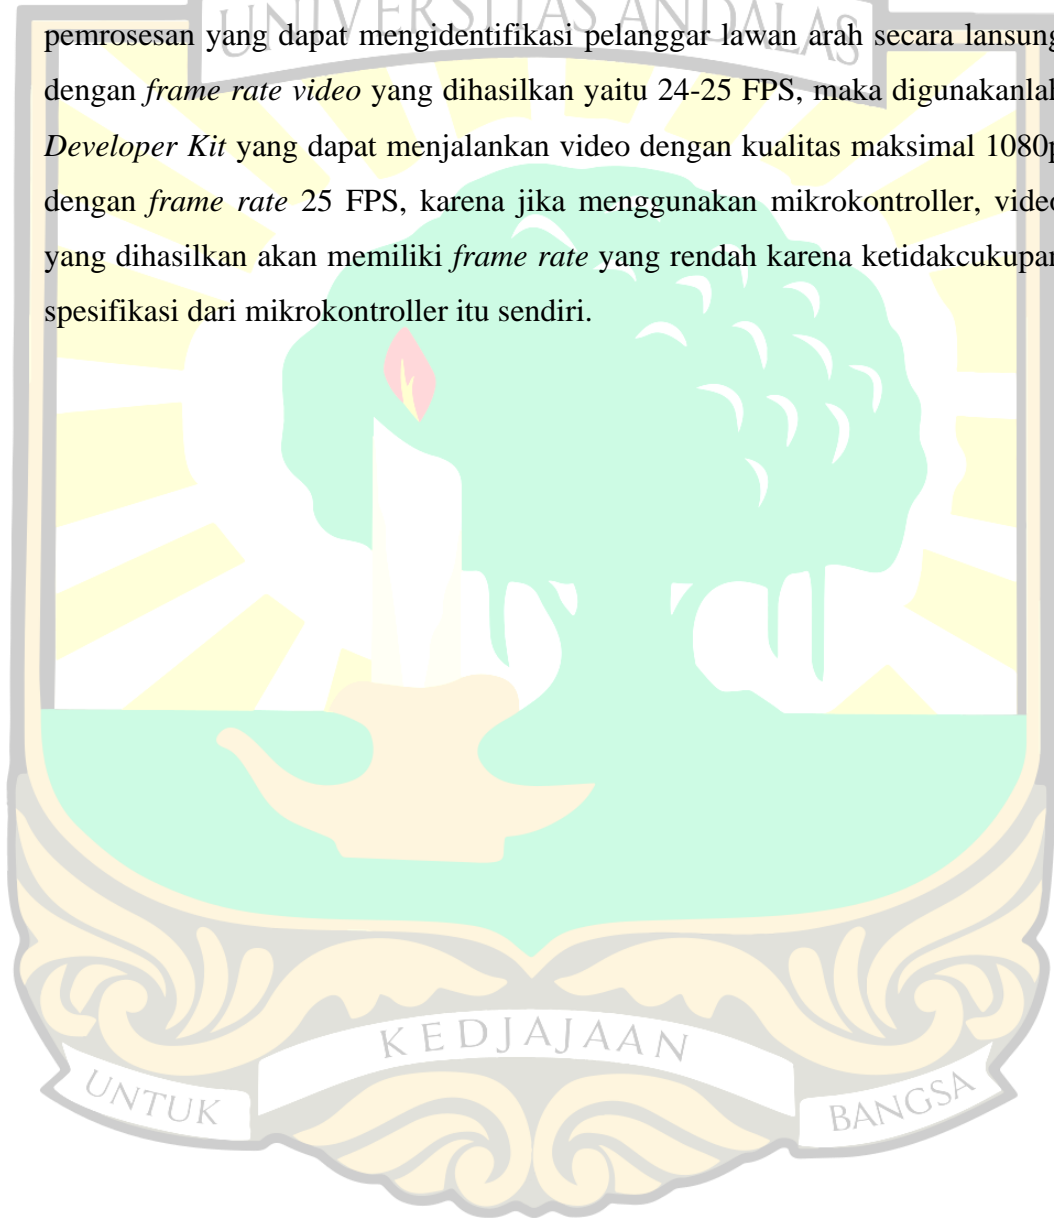 UNIVERSITAS ANDALAS
pemrosesan yang dapat mengidentifikasi pelanggar lawan arah secara lansung
dengan frame rate video yang dihasilkan yaitu 24-25 FPS, maka digunakanlah
Developer Kit yang dapat menjalankan video dengan kualitas maksimal 1080p
dengan frame rate 25 FPS, karena jika menggunakan mikrokontroller, video
yang dihasilkan akan memiliki frame rate yang rendah karena ketidakcukupan
spesifikasi dari mikrokontroller itu sendiri.
KEDJAJAAN
UNTUK
BANGSA